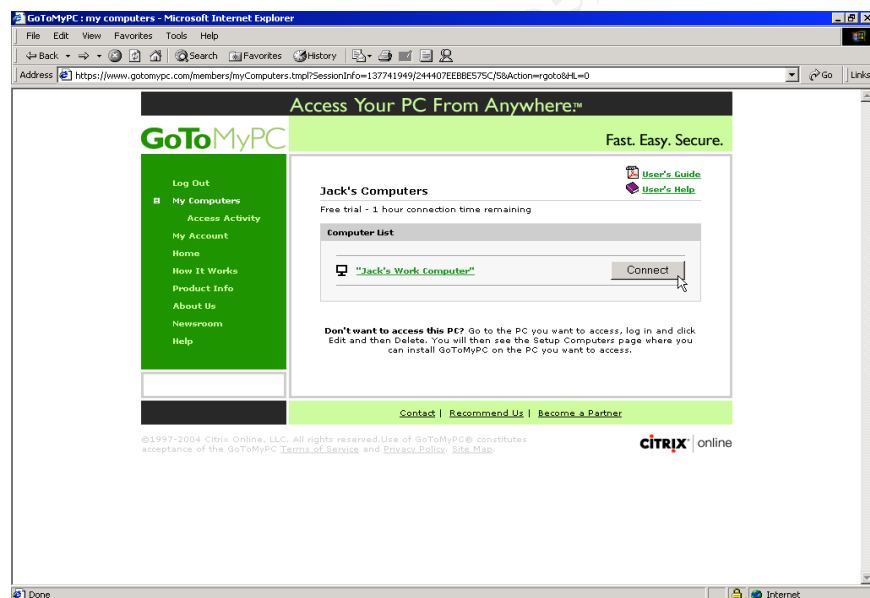 GoToMyPC : my computers - Microsoft Internet Explorer
File Edit View Favorites Tools Help
Back Search Favorites History
Address https://www.gotomypc.com/members/myComputers.tmpl?SessionInfo=137741949/244407EEBBE575C/5&Action=rgoto&HL=0 Go Links
Access Your PC From Anywhere.™
GoToMyPC
Fast. Easy. Secure.
Log Out
My Computers
Access Activity
My Account
Home
How It Works
Product Info
About Us
Newsroom
Help
User's Guide
User's Help
Jack's Computers
Free trial - 1 hour connection time remaining
Computer List
"Jack's Work Computer" Connect
Don't want to access this PC? Go to the PC you want to access, log in and click
Edit and then Delete. You will then see the Setup Computers page where you
can install GoToMyPC on the PC you want to access.
Contact | Recommend Us | Become a Partner
©1997-2004 Citrix Online, LLC. All rights reserved.Use of GoToMyPC® constitutes
acceptance of the GoToMyPC Terms of Service and Privacy Policy. Site Map.
CITRIX® online
Done Internet